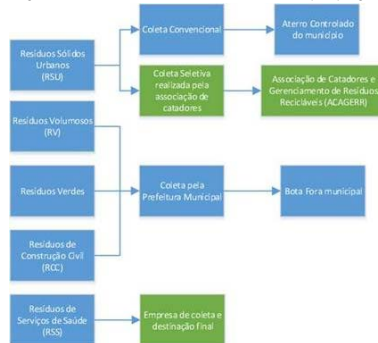 Coleta Convencional
Aterro Controlado
do município
Resíduos Sólidos
Urbanos
(RSU)
Coleta Seletiva
realizada pela
associação de
catadores
Associação de Catadores e
Gerenciamento de Resíduos
Recicláveis (ACAGERR)
Resíduos Volumosos
(RV)
Resíduos Verdes
Coleta pela
Prefeitura Municipal
Bota Fora municipal
Resíduos de
Construção Civil
(RCC)
Resíduos de
Serviços de Saúde
(RSS)
Empresa de coleta e
destinação final